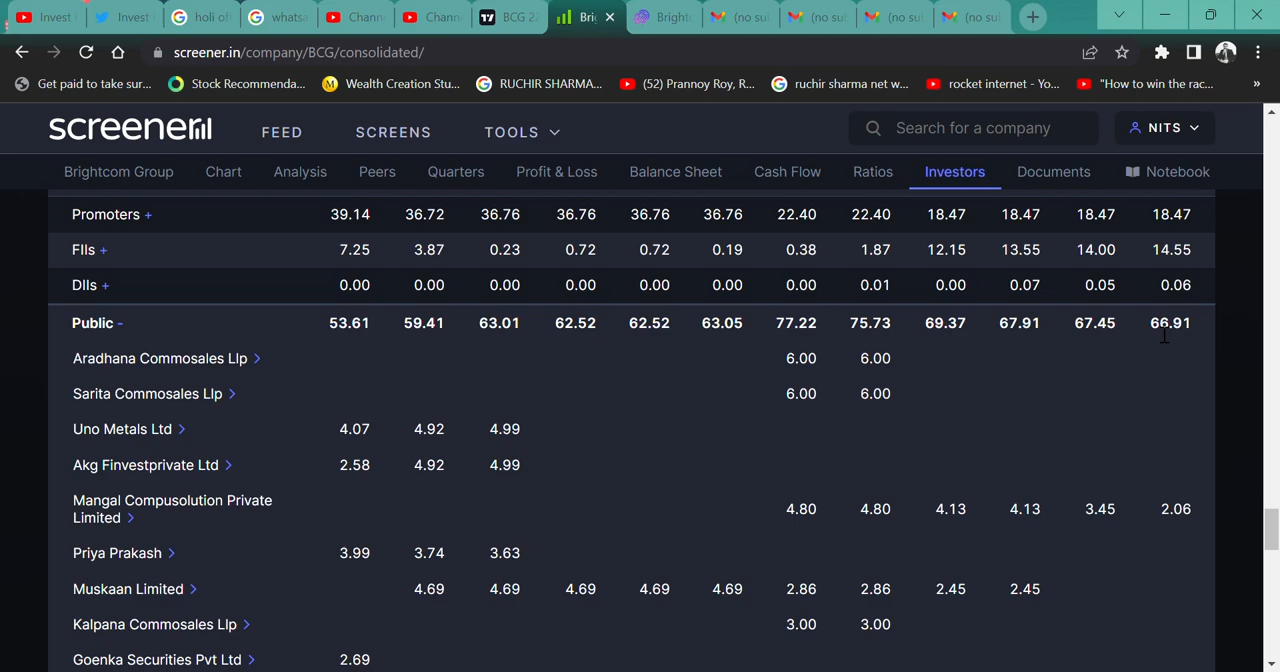 Invest
Invest
holi of
whatsa
Chann
Chann
BCG 22
Bri
Bright
(no sul
(no sul
(no sul
(no sul
screener.in/company/BCG/consolidated/
Get paid to take sur...
Stock Recommenda...
Wealth Creation Stu...
RUCHIR SHARMA...
(52) Prannoy Roy, R...
ruchir sharma net w...
rocket internet - Yo...
"How to win the rac...
»
screener
FEED
SCREENS
TOOLS
Search for a company
NITS
Brightcom Group Chart Analysis Peers Quarters Profit & Loss Balance Sheet Cash Flow Ratios Investors Documents Notebook
Promoters + 39.14 36.72 36.76 36.76 36.76 36.76 22.40 22.40 18.47 18.47 18.47 18.47
FIIs + 7.25 3.87 0.23 0.72 0.72 0.19 0.38 1.87 12.15 13.55 14.00 14.55
DIIs + 0.00 0.00 0.00 0.00 0.00 0.00 0.00 0.01 0.00 0.07 0.05 0.06
Public - 53.61 59.41 63.01 62.52 62.52 63.05 77.22 75.73 69.37 67.91 67.45 66.91
Aradhana Commosales Llp 6.00 6.00
Sarita Commosales Llp 6.00 6.00
Uno Metals Ltd 4.07 4.92 4.99
Akg Finvestprivate Ltd 2.58 4.92 4.99
Mangal Compusolution Private
Limited 4.80 4.80 4.13 4.13 3.45 2.06
Priya Prakash 3.99 3.74 3.63
Muskaan Limited 4.69 4.69 4.69 4.69 4.69 2.86 2.86 2.45 2.45
Kalpana Commosales Llp 3.00 3.00
Goenka Securities Pvt Ltd 2.69